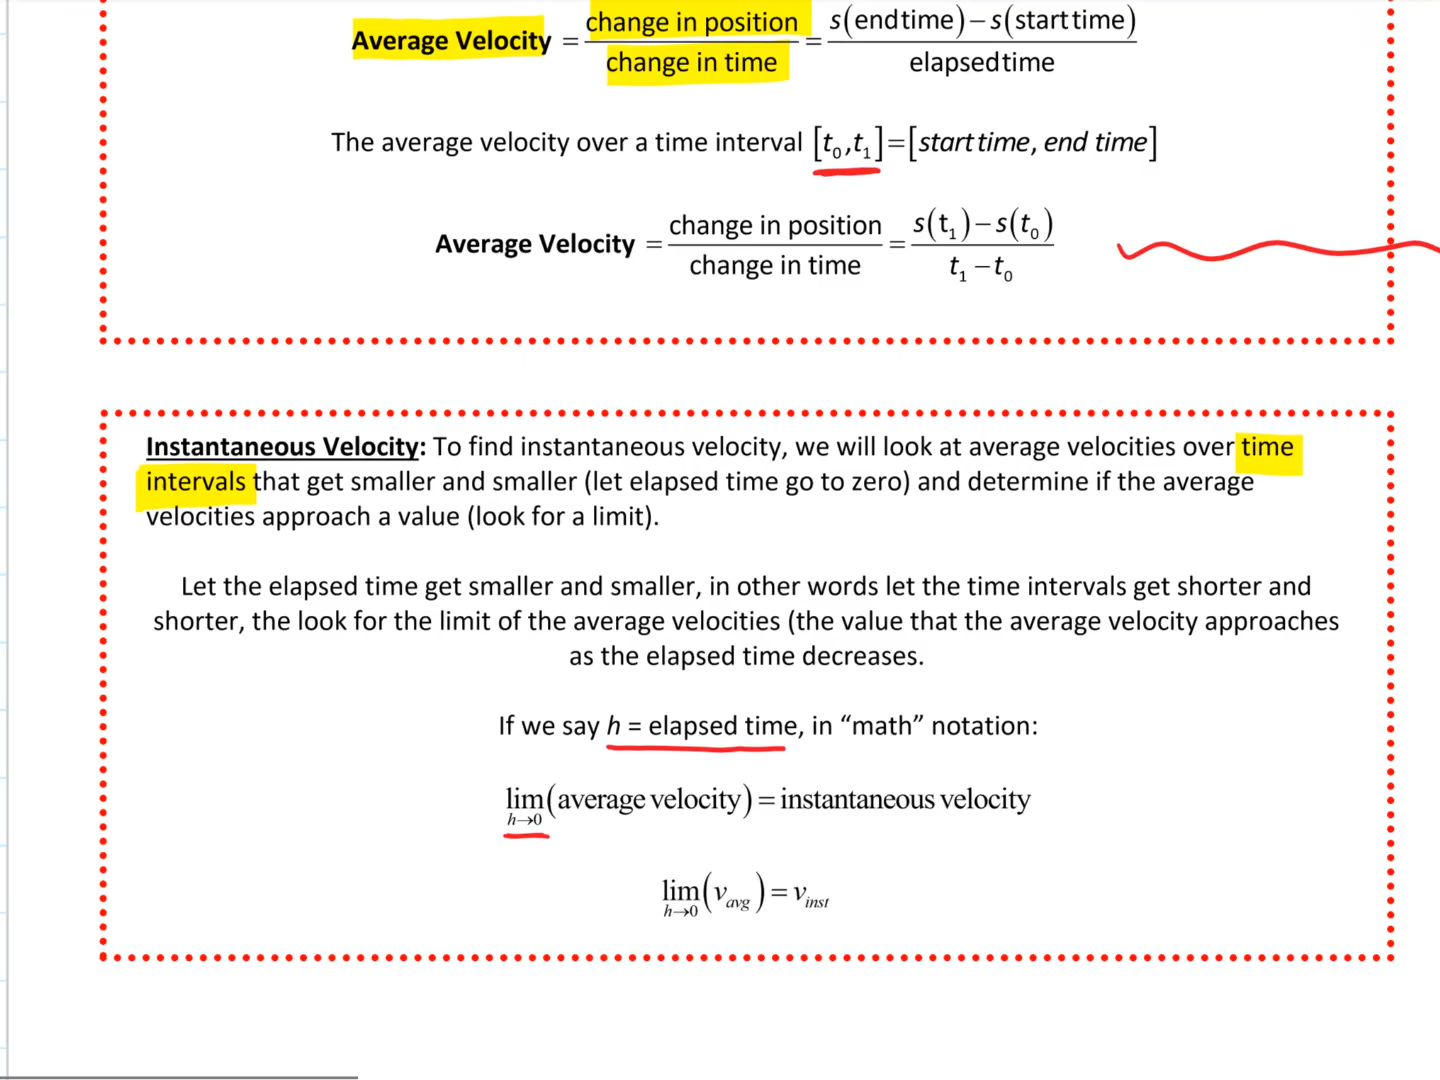 Average Velocity = change in position / change in time = s(end time) – s(start time) / elapsed time
The average velocity over a time interval [t₀,t₁]=[start time, end time]
Average Velocity = change in position / change in time = s(t₁) – s(t₀) / t₁ – t₀
Instantaneous Velocity: To find instantaneous velocity, we will look at average velocities over time
intervals that get smaller and smaller (let elapsed time go to zero) and determine if the average
velocities approach a value (look for a limit).
Let the elapsed time get smaller and smaller, in other words let the time intervals get shorter and
shorter, the look for the limit of the average velocities (the value that the average velocity approaches
as the elapsed time decreases.
If we say h = elapsed time, in “math” notation:
lim h→0 (average velocity) = instantaneous velocity
lim h→0 (v avg) = v inst